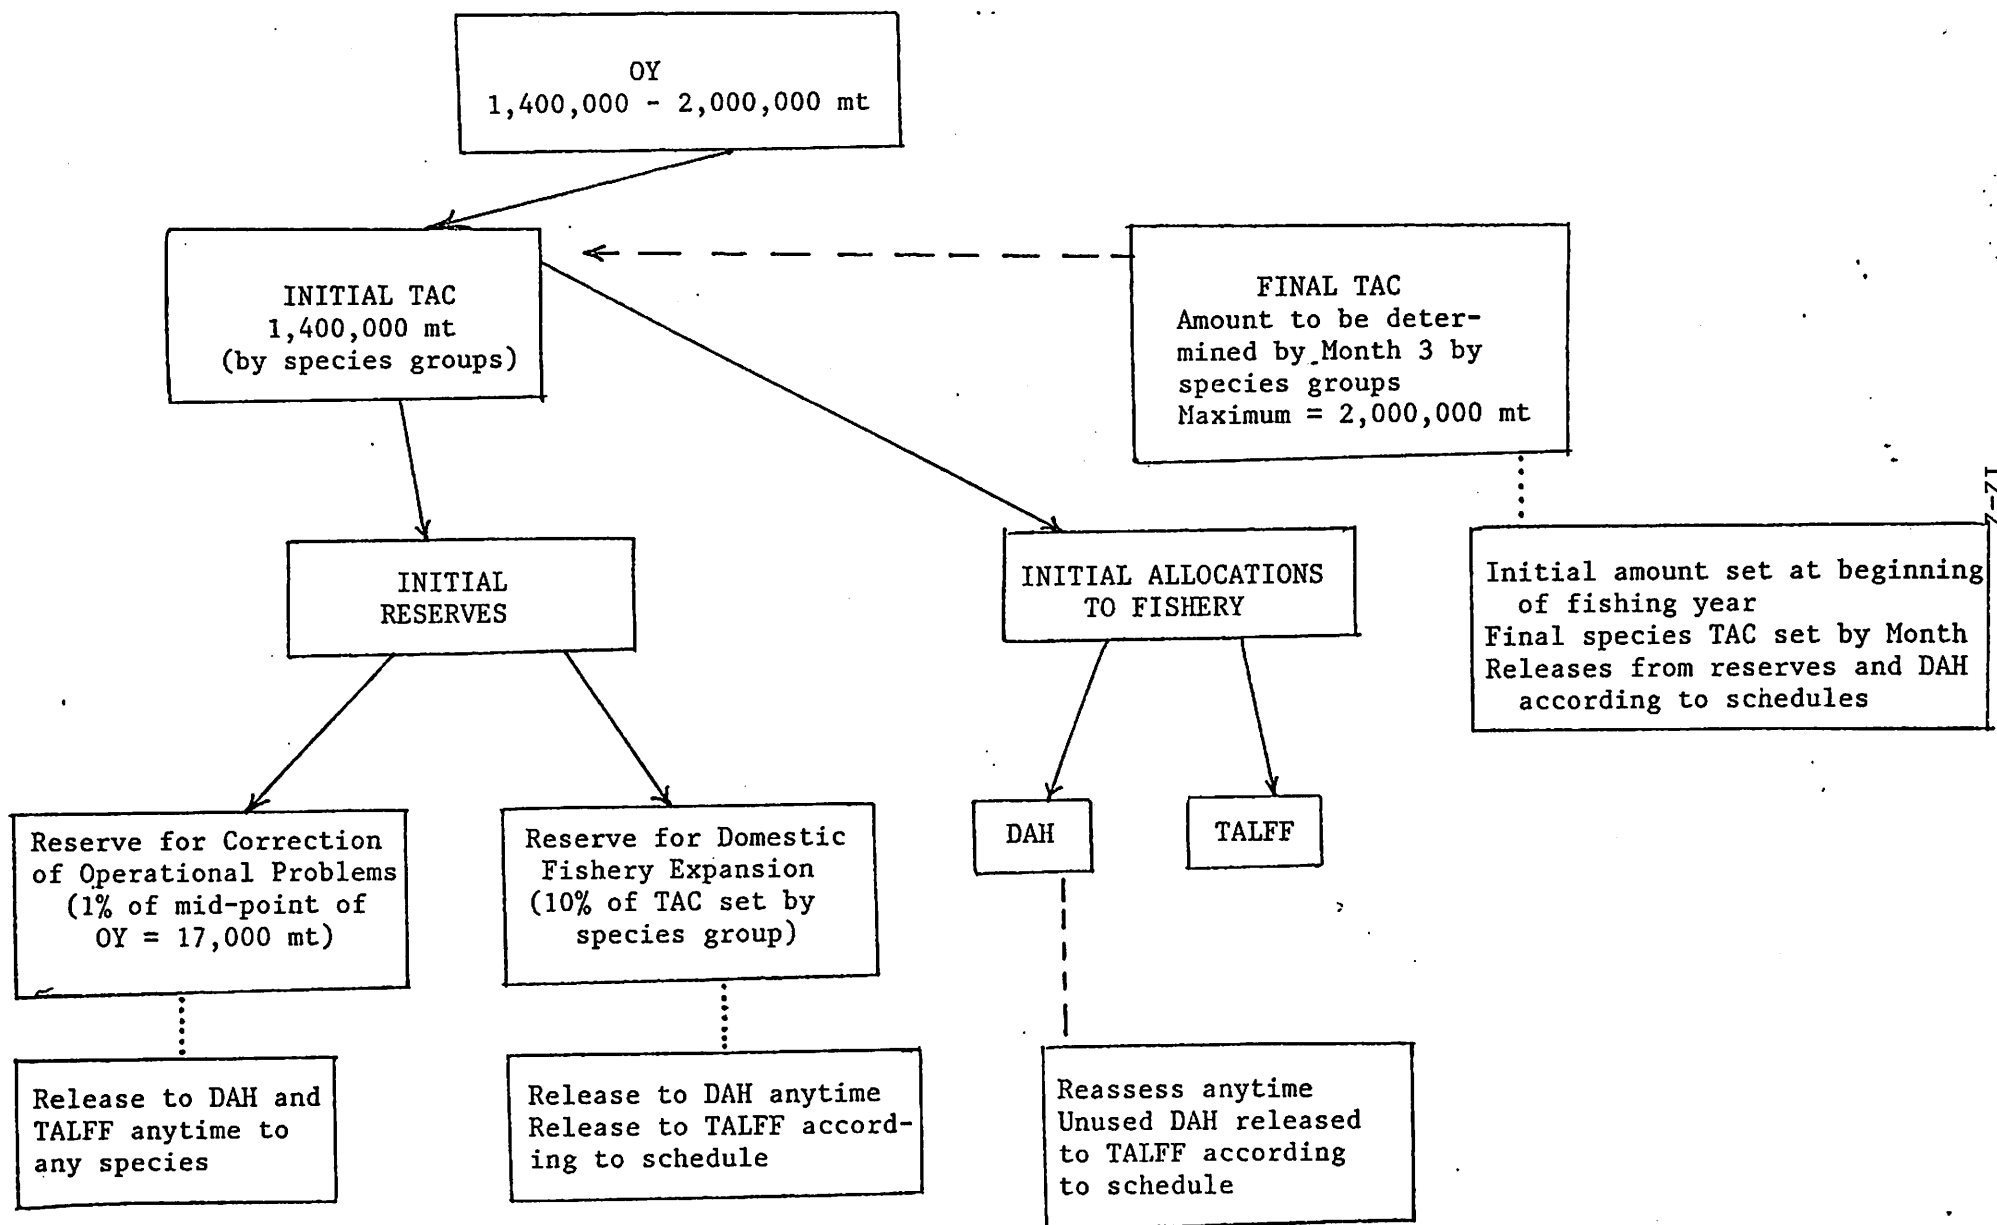 OY
1,400,000 - 2,000,000 mt
INITIAL TAC
1,400,000 mt
(by species groups)
FINAL TAC
Amount to be deter-
mined by Month 3 by
species groups
Maximum = 2,000,000 mt
INITIAL
RESERVES
INITIAL ALLOCATIONS
TO FISHERY
Initial amount set at beginning
of fishing year
Final species TAC set by Month
Releases from reserves and DAH
according to schedules
Reserve for Correction
of Operational Problems
(1% of mid-point of
OY = 17,000 mt)
Reserve for Domestic
Fishery Expansion
(10% of TAC set by
species group)
DAH
TALFF
Release to DAH and
TALFF anytime to
any species
Release to DAH anytime
Release to TALFF accord-
ing to schedule
Reassess anytime
Unused DAH released
to TALFF according
to schedule